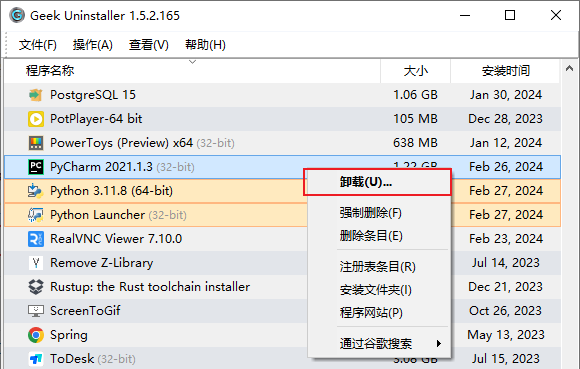 Geek Uninstaller 1.5.2.165
文件(F) 操作(A) 查看(V) 帮助(H)
程序名称 大小 安装时间
PostgreSQL 15 1.06 GB Jan 30, 2024
PotPlayer-64 bit 105 MB Dec 28, 2023
PowerToys (Preview) x64 (32-bit) 638 MB Jan 12, 2024
PyCharm 2021.1.3 (32-bit) 1.22 GB Feb 26, 2024
卸载(U)...
Python 3.11.8 (64-bit) Feb 27, 2024
强制删除(F)
Python Launcher (32-bit) Feb 27, 2024
删除条目(E)
RealVNC Viewer 7.10.0 Feb 23, 2024
注册表条目(R)
Remove Z-Library Jul 14, 2023
安装文件夹(I)
Rustup: the Rust toolchain installer Dec 21, 2023
程序网站(P)
ScreenToGif Oct 26, 2023
Spring May 13, 2024
通过谷歌搜索
ToDesk (32-bit) Jul 15, 2023